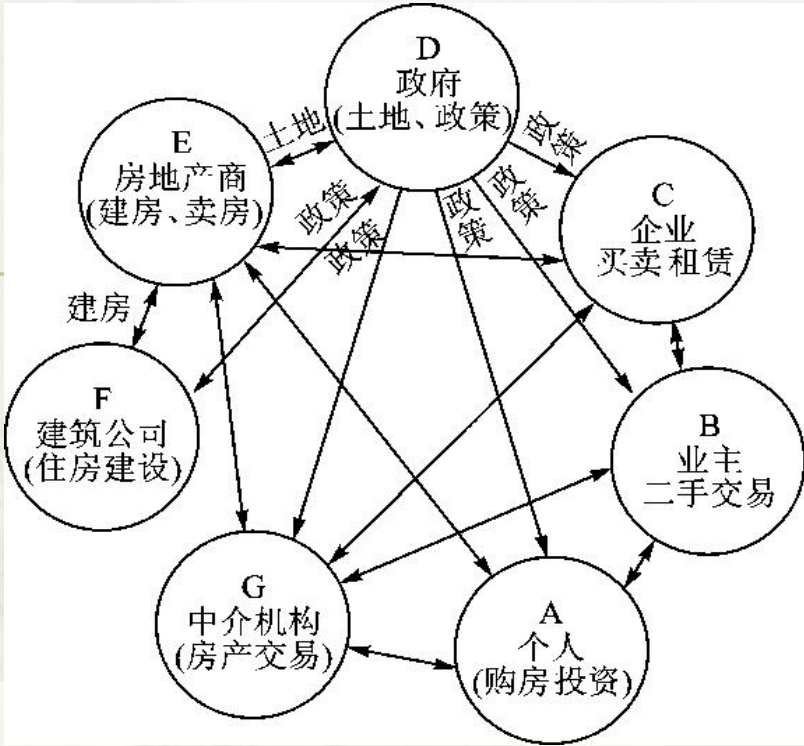 D
政府
(土地、政策)
土地
政策
E
房地产商
(建房、卖房)
政策
政策
政策
政策
C
企业
买卖租赁
建房
F
建筑公司
(住房建设)
B
业主
二手交易
G
中介机构
(房产交易)
A
个人
(购房投资)